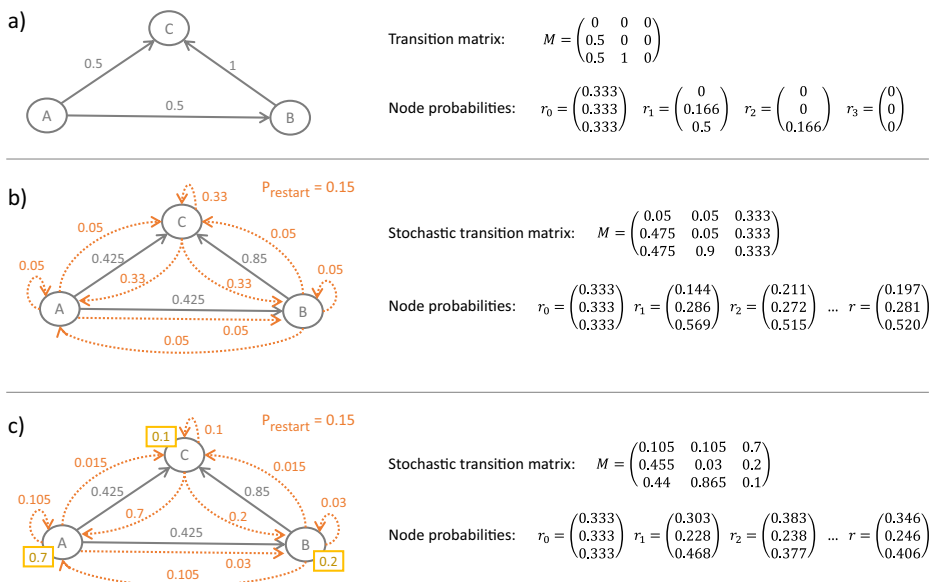 a)
C
0.5
1
0.5
A
B
Transition matrix: M = (0 0 0
0.5 0 0
0.5 1 0)
Node probabilities: r0 = (0.333 0.333 0.333) r1 = (0 0.166 0.5) r2 = (0 0 0.166) r3 = (0 0 0)
b)
Prestart = 0.15
0.33
C
0.05
0.05
0.425
0.85
0.05
0.33
0.33
0.05
A
0.425
B
0.05
0.05
Stochastic transition matrix: M = (0.05 0.05 0.333
0.475 0.05 0.333
0.475 0.9 0.333)
Node probabilities: r0 = (0.333 0.333 0.333) r1 = (0.144 0.286 0.569) r2 = (0.211 0.272 0.515) ... r = (0.197 0.281 0.520)
c)
Prestart = 0.15
0.1
0.1
C
0.015
0.015
0.425
0.85
0.105
0.7
0.2
0.03
A
0.425
B
0.7
0.03
0.2
0.105
Stochastic transition matrix: M = (0.105 0.105 0.7
0.455 0.03 0.2
0.44 0.865 0.1)
Node probabilities: r0 = (0.333 0.333 0.333) r1 = (0.303 0.228 0.468) r2 = (0.383 0.238 0.377) ... r = (0.346 0.246 0.406)